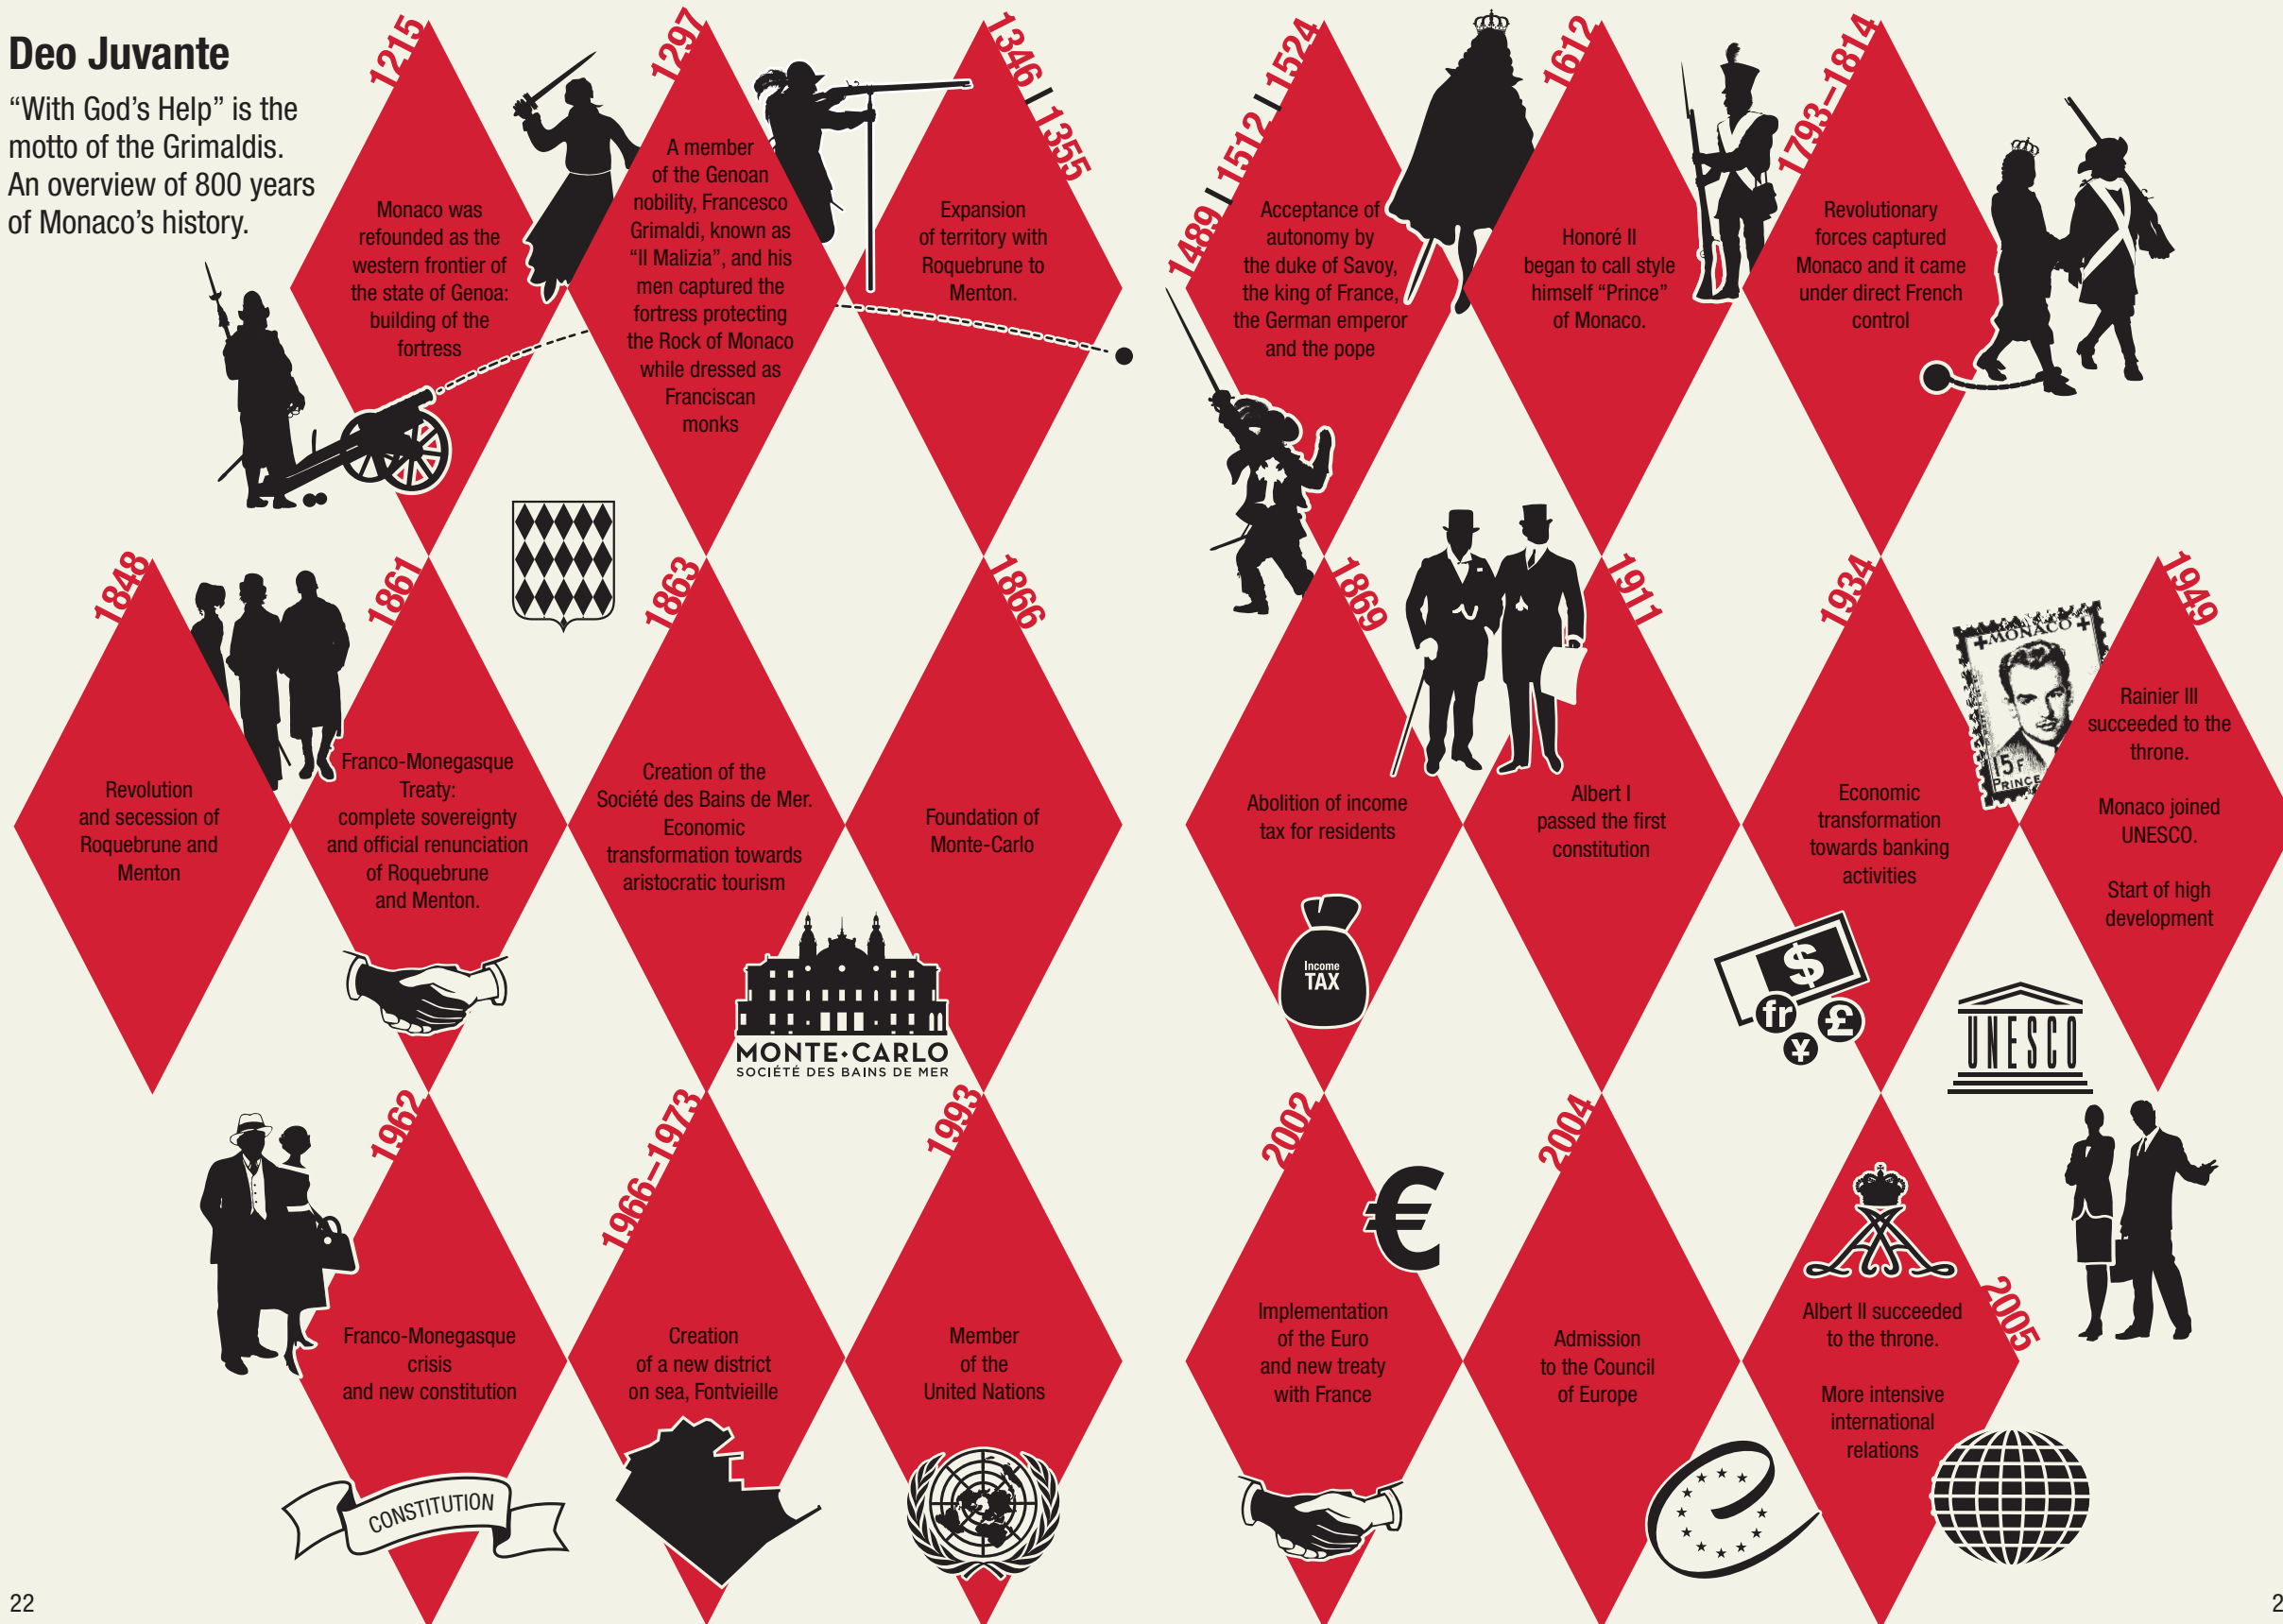 Deo Juvante
“With God’s Help” is the
motto of the Grimaldis.
An overview of 800 years
of Monaco’s history.
1215
Monaco was
refounded as the
western frontier of
the state of Genoa:
building of the
fortress
1297
A member
of the Genoan
nobility, Francesco
Grimaldi, known as
“Il Malizia”, and his
men captured the
fortress protecting
the Rock of Monaco
while dressed as
Franciscan
monks
1346 | 1355
Expansion
of territory with
Roquebrune to
Menton.
1489 | 1512 | 1524
Acceptance of
autonomy by
the duke of Savoy,
the king of France,
the German emperor
and the pope
1612
Honoré II
began to call style
himself “Prince”
of Monaco.
1793–1814
Revolutionary
forces captured
Monaco and it came
under direct French
control
1848
Revolution
and secession of
Roquebrune and
Menton
1861
Franco-Monegasque
Treaty:
complete sovereignty
and official renunciation
of Roquebrune
and Menton.
1863
Creation of the
Société des Bains de Mer.
Economic
transformation towards
aristocratic tourism
MONTE•CARLO
SOCIÉTÉ DES BAINS DE MER
1866
Foundation of
Monte-Carlo
1869
Abolition of income
tax for residents
Income
TAX
1911
Albert I
passed the first
constitution
1934
Economic
transformation
towards banking
activities
$
fr
£
¥
MONACO
15F
PRINCE
1949
Rainier III
succeeded to the
throne.
Monaco joined
UNESCO.
Start of high
development
UNESCO
1962
Franco-Monegasque
crisis
and new constitution
CONSTITUTION
1966–1973
Creation
of a new district
on sea, Fontvieille
1993
Member
of the
United Nations
2002
€
Implementation
of the Euro
and new treaty
with France
2004
Admission
to the Council
of Europe
2005
Albert II succeeded
to the throne.
More intensive
international
relations
22
2